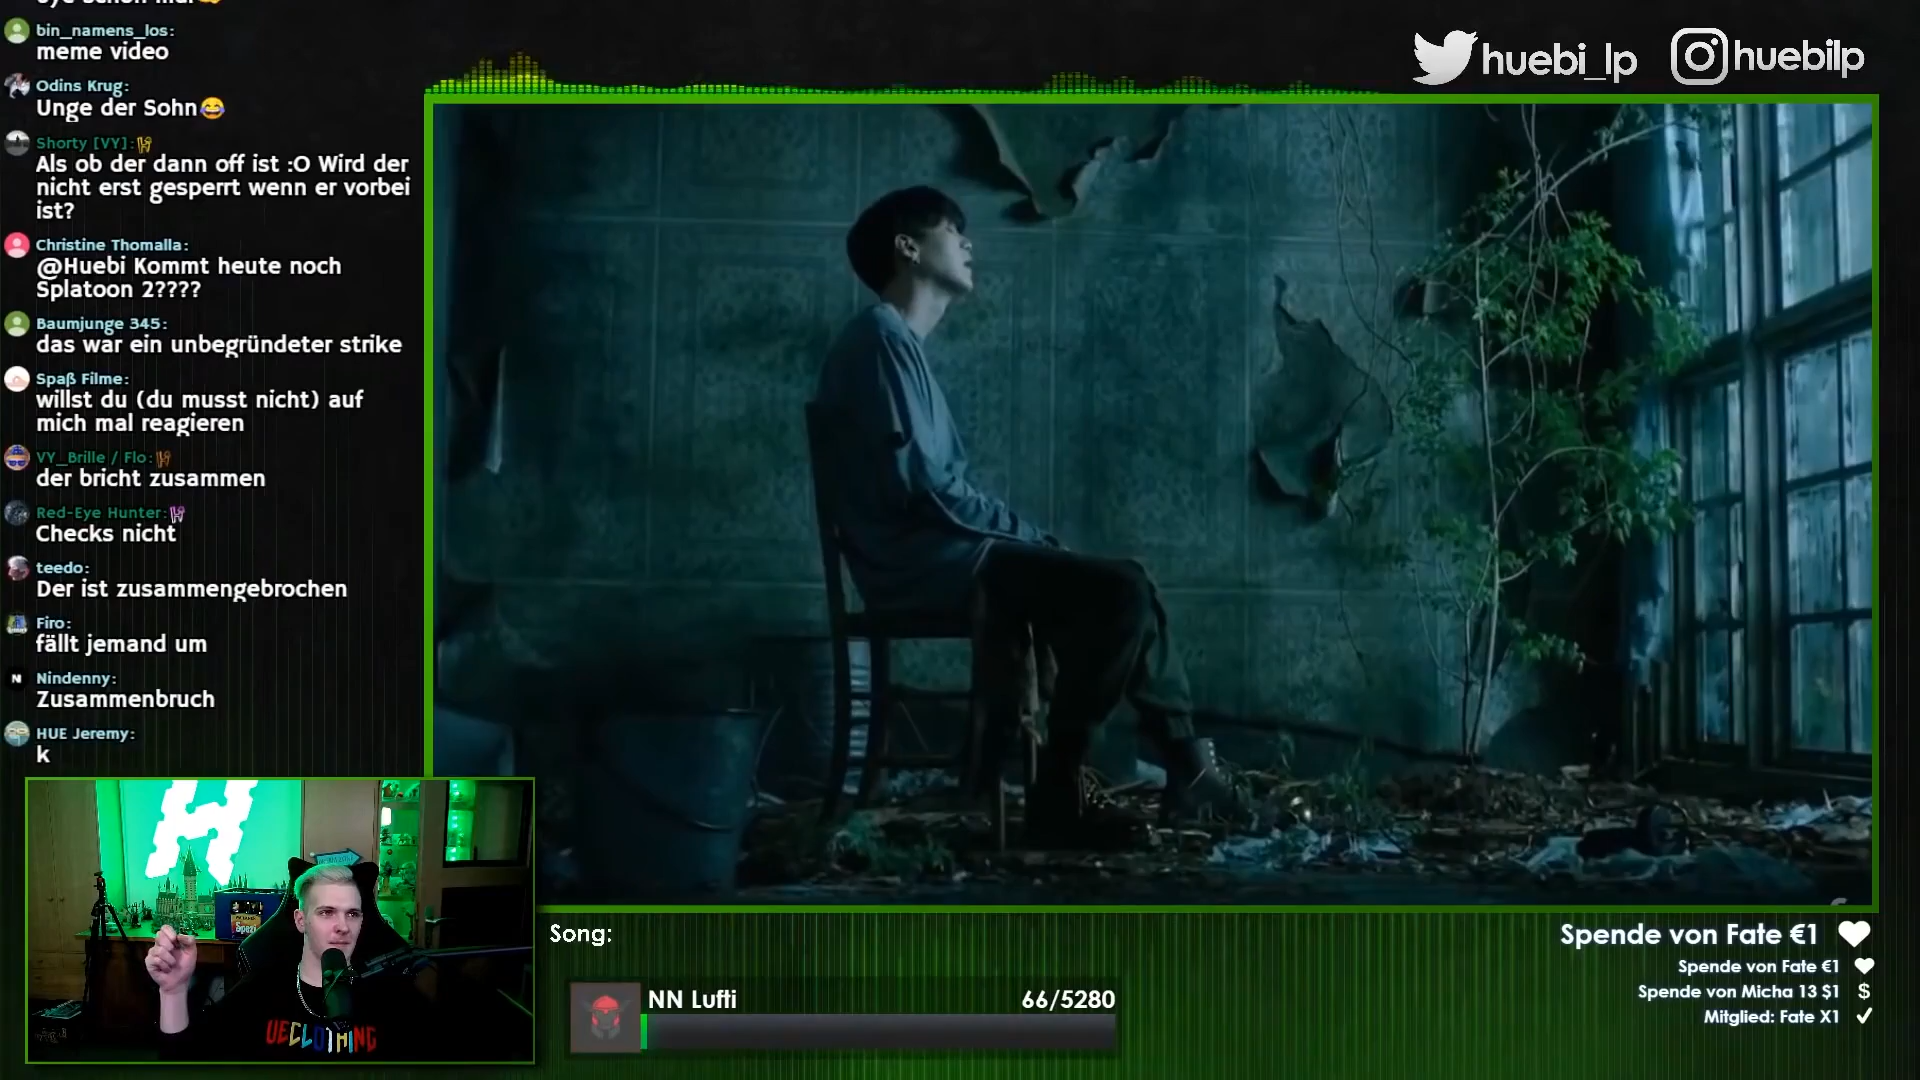 bin_namens_los:
meme video
Odins Krug:
Unge der Sohn😂
Shorty [VY]:
Als ob der dann off ist :O Wird der
nicht erst gesperrt wenn er vorbei
ist?
Christine Thomalla:
@Huebi Kommt heute noch
Splatoon 2????
Baumjunge 345:
das war ein unbegründeter strike
Spaß Filme:
willst du (du musst nicht) auf
mich mal reagieren
VY_Brille / Flo:
der bricht zusammen
Red-Eye Hunter:
Checks nicht
teedo:
Der ist zusammengebrochen
Firo:
fällt jemand um
N
Nindenny:
Zusammenbruch
HUE Jeremy:
k
huebi_lp
huebilp
H
UECLOTHING
Song:
NN Lufti
66/5280
Spende von Fate €1
Spende von Fate €1
Spende von Micha 13 $1 $
Mitglied: Fate X1